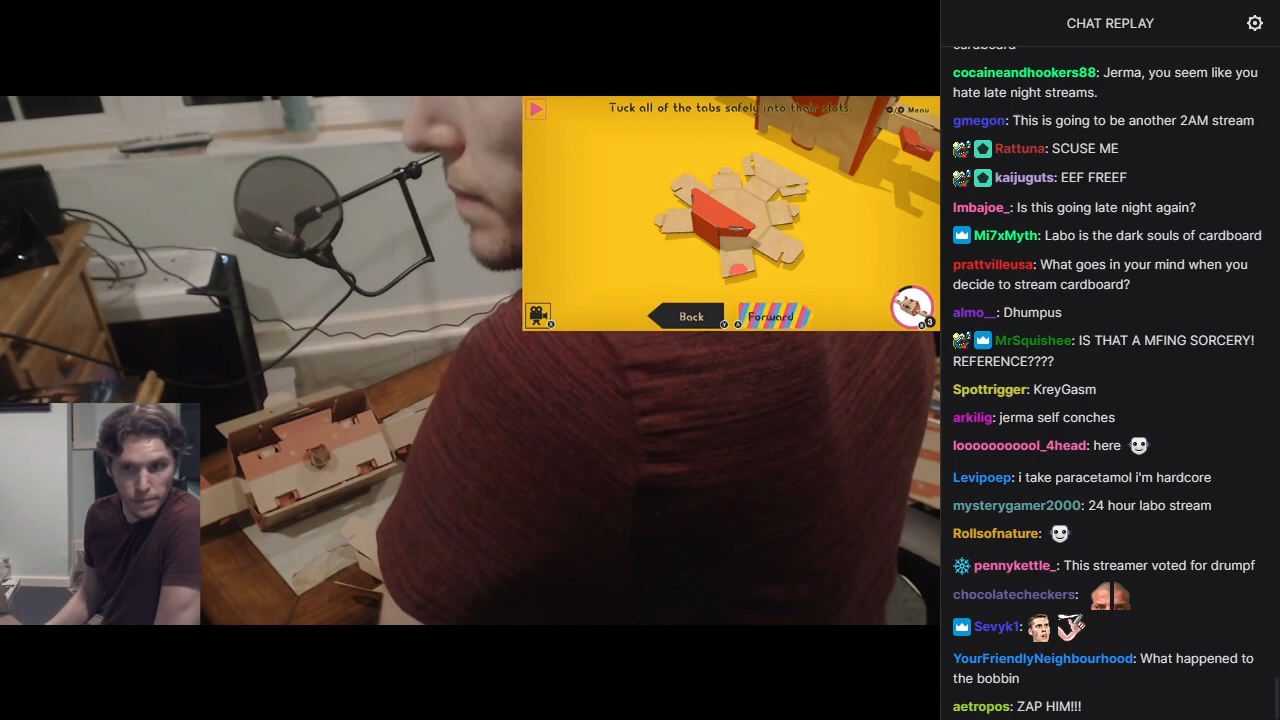 Tuck all of the tabs safely into their slots.
Menu
Back
Forward
CHAT REPLAY
cardboard
cocaineandhookers88: Jerma, you seem like you
hate late night streams.
gmegon: This is going to be another 2AM stream
Rattuna: SCUSE ME
kaijuguts: EEF FREEF
Imbajoe_: Is this going late night again?
Mi7xMyth: Labo is the dark souls of cardboard
prattvilleusa: What goes in your mind when you
decide to stream cardboard?
almo__: Dhumpus
MrSquishee: IS THAT A MFING SORCERY!
REFERENCE????
Spottrigger: KreyGasm
arkilig: jerma self conches
looooooooool_4head: here
Levipoep: i take paracetamol i'm hardcore
mysterygamer2000: 24 hour labo stream
Rollsofnature:
pennykettle_: This streamer voted for drumpf
chocolatecheckers:
Sevyk1:
YourFriendlyNeighbourhood: What happened to
the bobbin
aetropos: ZAP HIM!!!